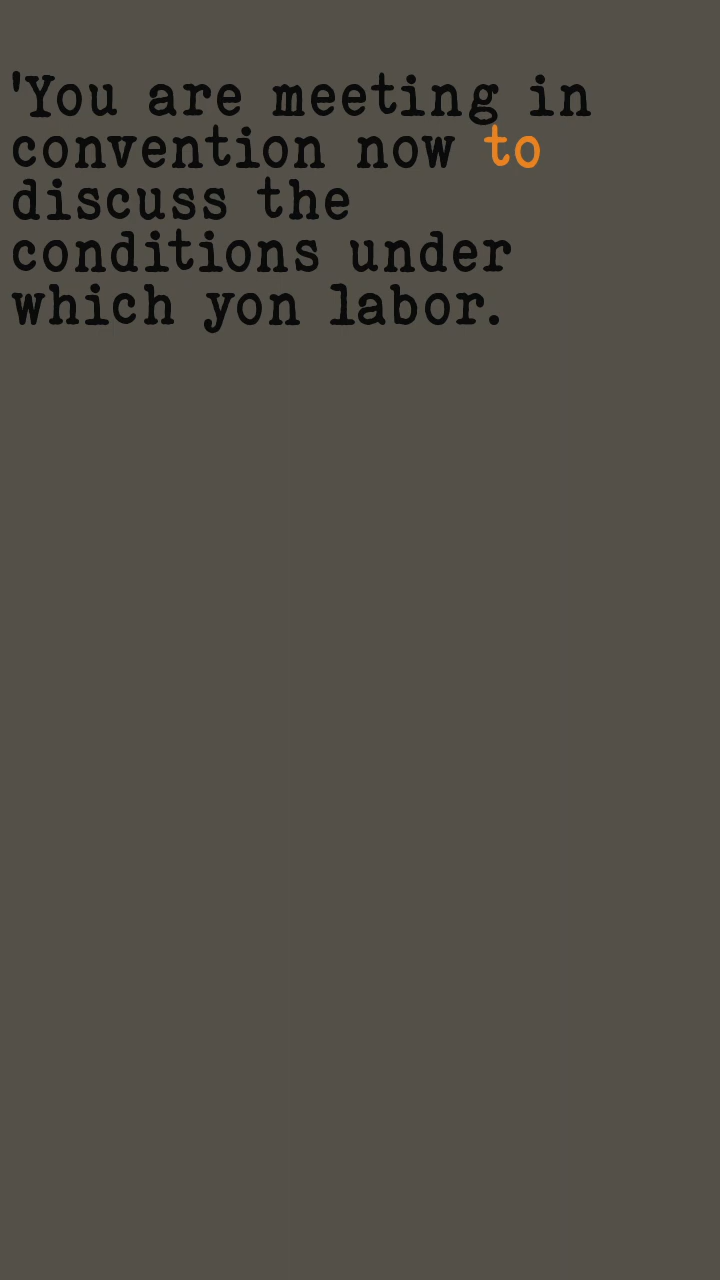 'You are meeting in
convention now to
discuss the
conditions under
which yon labor.